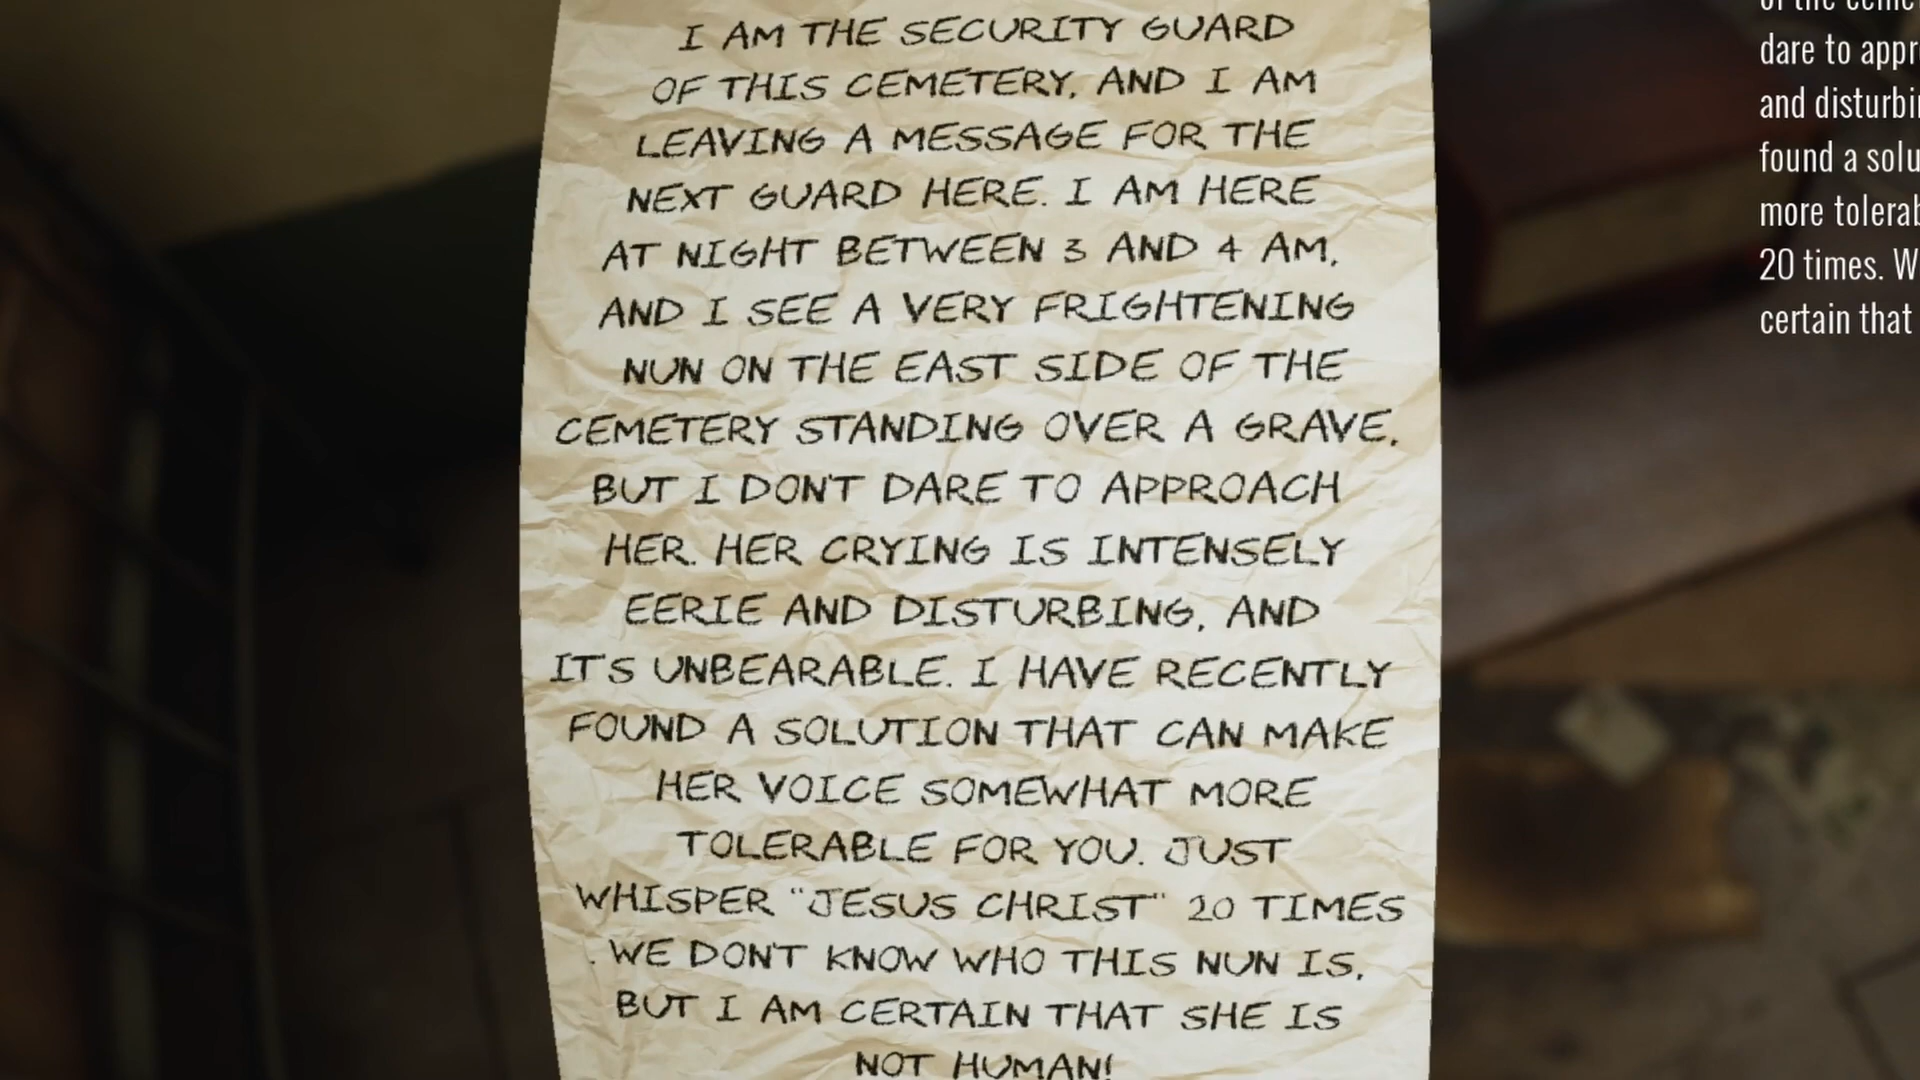 I AM THE SECURITY GUARD
OF THIS CEMETERY, AND I AM
LEAVING A MESSAGE FOR THE
NEXT GUARD HERE. I AM HERE
AT NIGHT BETWEEN 3 AND 4 AM,
AND I SEE A VERY FRIGHTENING
NUN ON THE EAST SIDE OF THE
CEMETERY STANDING OVER A GRAVE,
BUT I DON'T DARE TO APPROACH
HER. HER CRYING IS INTENSELY
EERIE AND DISTURBING, AND
IT'S UNBEARABLE. I HAVE RECENTLY
FOUND A SOLUTION THAT CAN MAKE
HER VOICE SOMEWHAT MORE
TOLERABLE FOR YOU. JUST
WHISPER "JESUS CHRIST" 20 TIMES
. WE DON'T KNOW WHO THIS NUN IS,
BUT I AM CERTAIN THAT SHE IS
NOT HUMAN!
of the
dare to
and
found a
more
20 times.
certain that